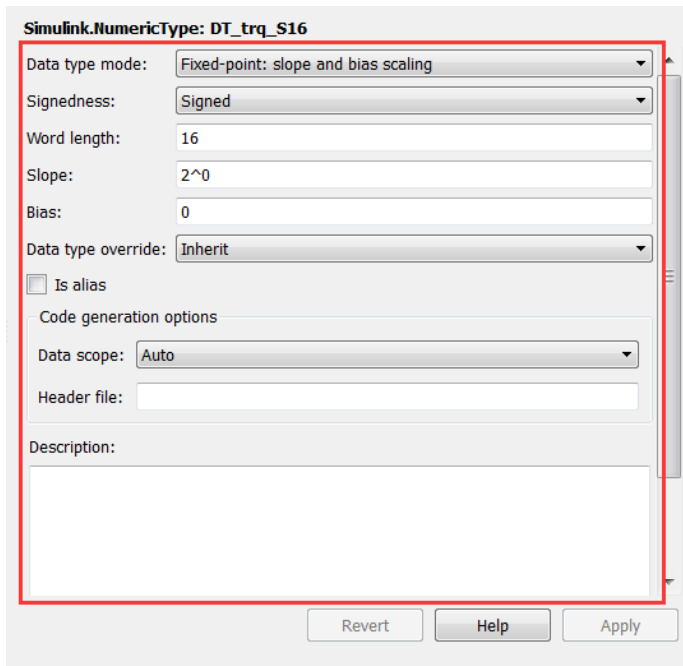 Simulink.NumericType: DT_trq_S16
Data type mode: Fixed-point: slope and bias scaling
Signedness: Signed
Word length: 16
Slope: 2^0
Bias: 0
Data type override: Inherit
Is alias
Code generation options
Data scope: Auto
Header file:
Description:
Revert Help Apply